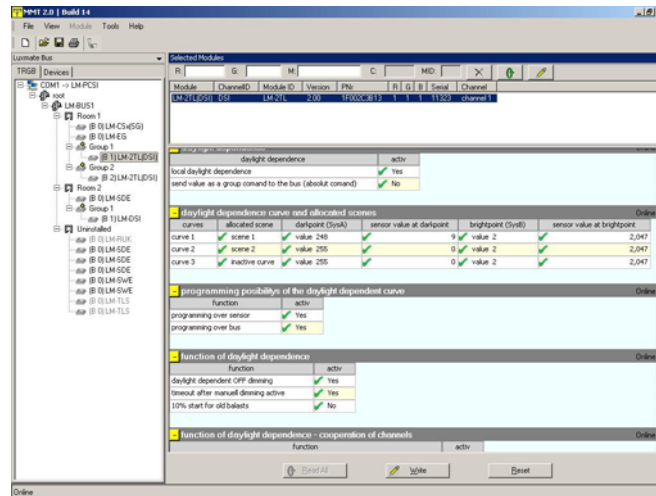 MMT 2.0 | Build 14
File View Module Tools Help
Luxmate Bus
Selected Modules
TRGB Devices
R: G: M: C: MID:
COM1 -> LM-PCSI
root
LM-BUS1
Room 1
(B 0) LM-CSx(SG)
(B 0) LM-EG
Group 1
(B 1) LM-2TL(DSI)
Group 2
(B 2) LM-2TL(DSI)
Room 2
(B 0) LM-SDE
Group 1
(B 1) LM-DSI
Uninstalled
(B 0) LM-RUK
(B 0) LM-SDE
(B 0) LM-SDE
(B 0) LM-SDE
(B 0) LM-SWE
(B 0) LM-SWE
(B 0) LM-TLS
(B 0) LM-TLS
Module ChannelID Module ID Version PNr R G B Serial Channel
LM-2TL(DSI) DSI LM-2TL 2.00 1F002C3B13 1 1 1 11323 channel 1
daylight dependence Online
daylight dependence activ
local daylight dependence Yes
send value as a group comand to the bus (absolut comand) No
daylight dependence curve and allocated scenes Online
curves allocated scene darkpoint (SysA) sensor value at darkpoint brightpoint (SysB) sensor value at brightpoint
curve 1 scene 1 value 248 9 value 2 2,047
curve 2 scene 2 value 255 0 value 2 2,047
curve 3 inactive curve value 255 0 value 2 2,047
programming posibilitys of the daylight dependent curve Online
function activ
programming over sensor Yes
programming over bus Yes
function of daylight dependence Online
function activ
daylight dependent OFF dimming Yes
timeout after manuell dimming active Yes
10% start for old balasts No
function of daylight dependence - cooperation of channels Online
function activ
Read All Write Reset
Online